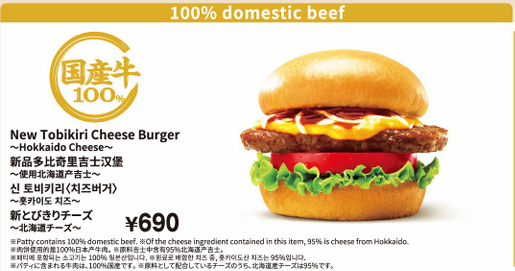 100% domestic beef
国産牛
100%
New Tobikiri Cheese Burger
～Hokkaido Cheese～
新品多比奇里吉士汉堡
～使用北海道产吉士～
신 토비키리〈치즈버거〉
～홋카이도 치즈～
新とびきりチーズ
～北海道チーズ～
¥690
※Patty contains 100% domestic beef. ※Of the cheese ingredient contained in this item, 95% is cheese from Hokkaido.
※肉饼使用的是100%日本产牛肉。※原料吉士中含有95%北海道产吉士。
※패티에 포함되는 소고기는 100% 일본산입니다. ※원료로 배합한 치즈 중, 홋카이도산 치즈는 95%입니다.
※パティに含まれる牛肉は、100%国産です。※原料として配合しているチーズのうち、北海道産チーズは95%です。